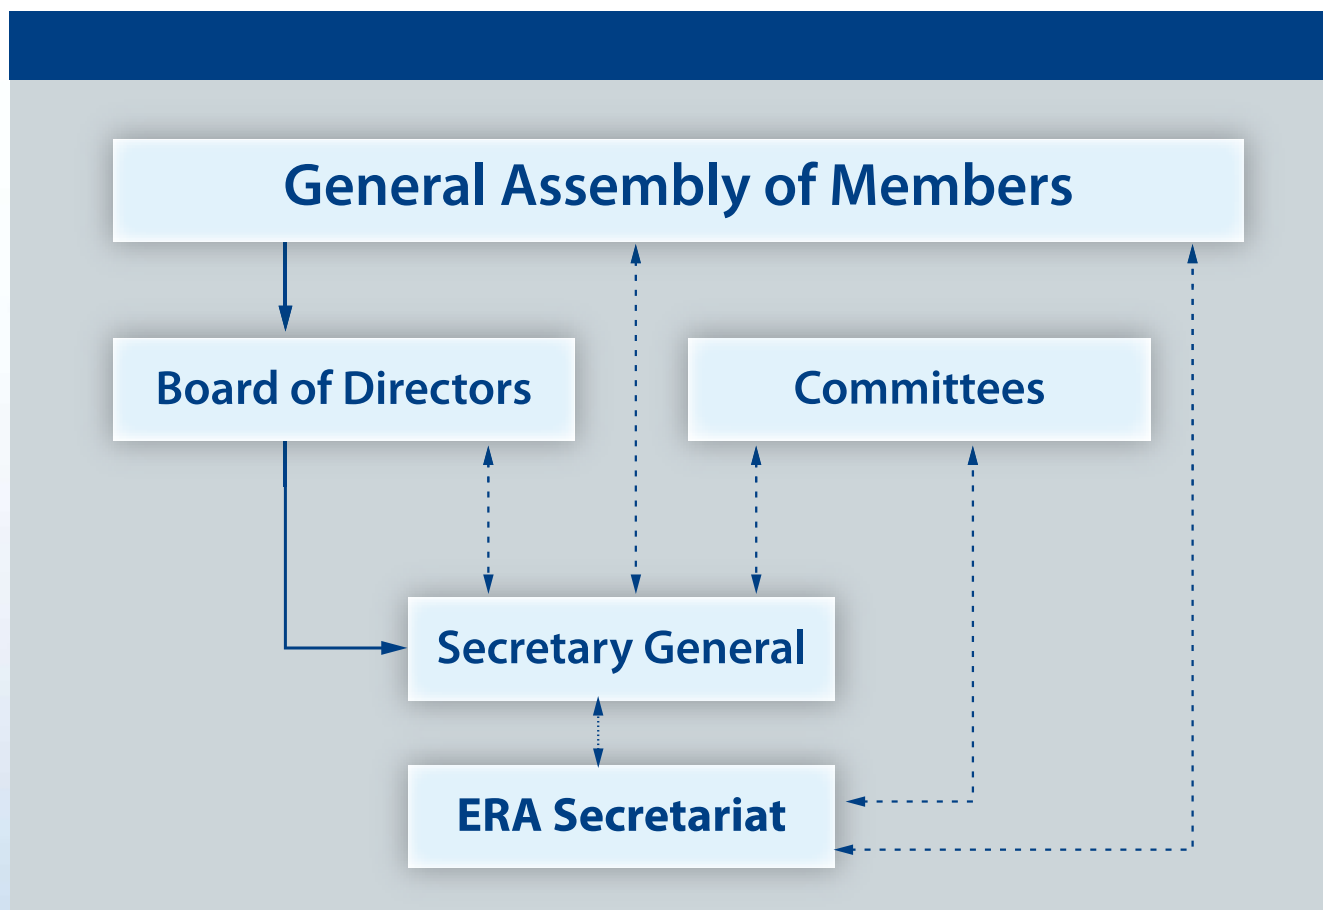 General Assembly of Members
Board of Directors
Committees
Secretary General
ERA Secretariat